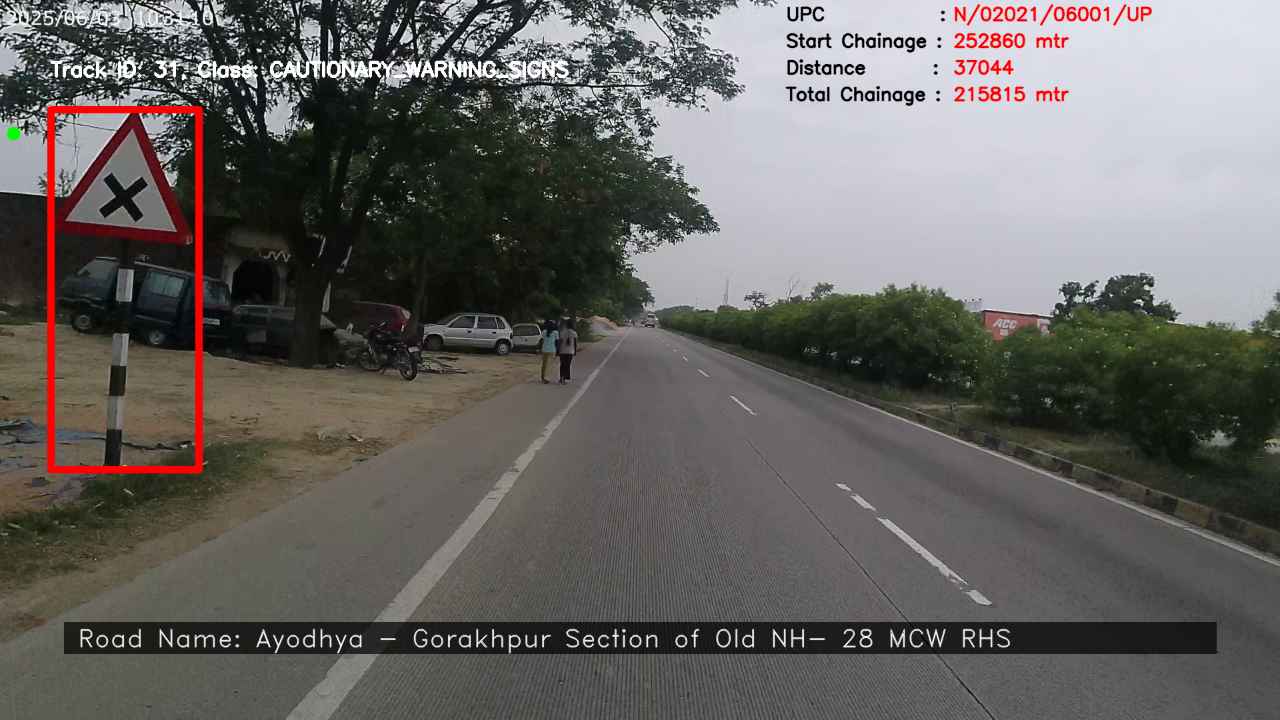 2025/06/03 10:31:10
UPC : N/02021/06001/UP
Start Chainage : 252860 mtr
Distance : 37044
Total Chainage : 215815 mtr
Track ID: 31, Class: CAUTIONARY_WARNING_SIGNS
ACC
Road Name: Ayodhya - Gorakhpur Section of Old NH- 28 MCW RHS